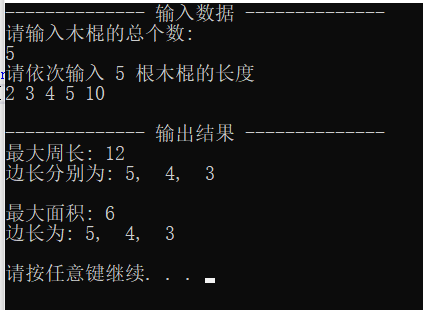 -------------- 输入数据 --------------
请输入木棍的总个数:
5
请依次输入 5 根木棍的长度
2 3 4 5 10
-------------- 输出结果 --------------
最大周长: 12
边长分别为: 5,  4,  3
最大面积: 6
边长为: 5,  4,  3
请按任意键继续. . .